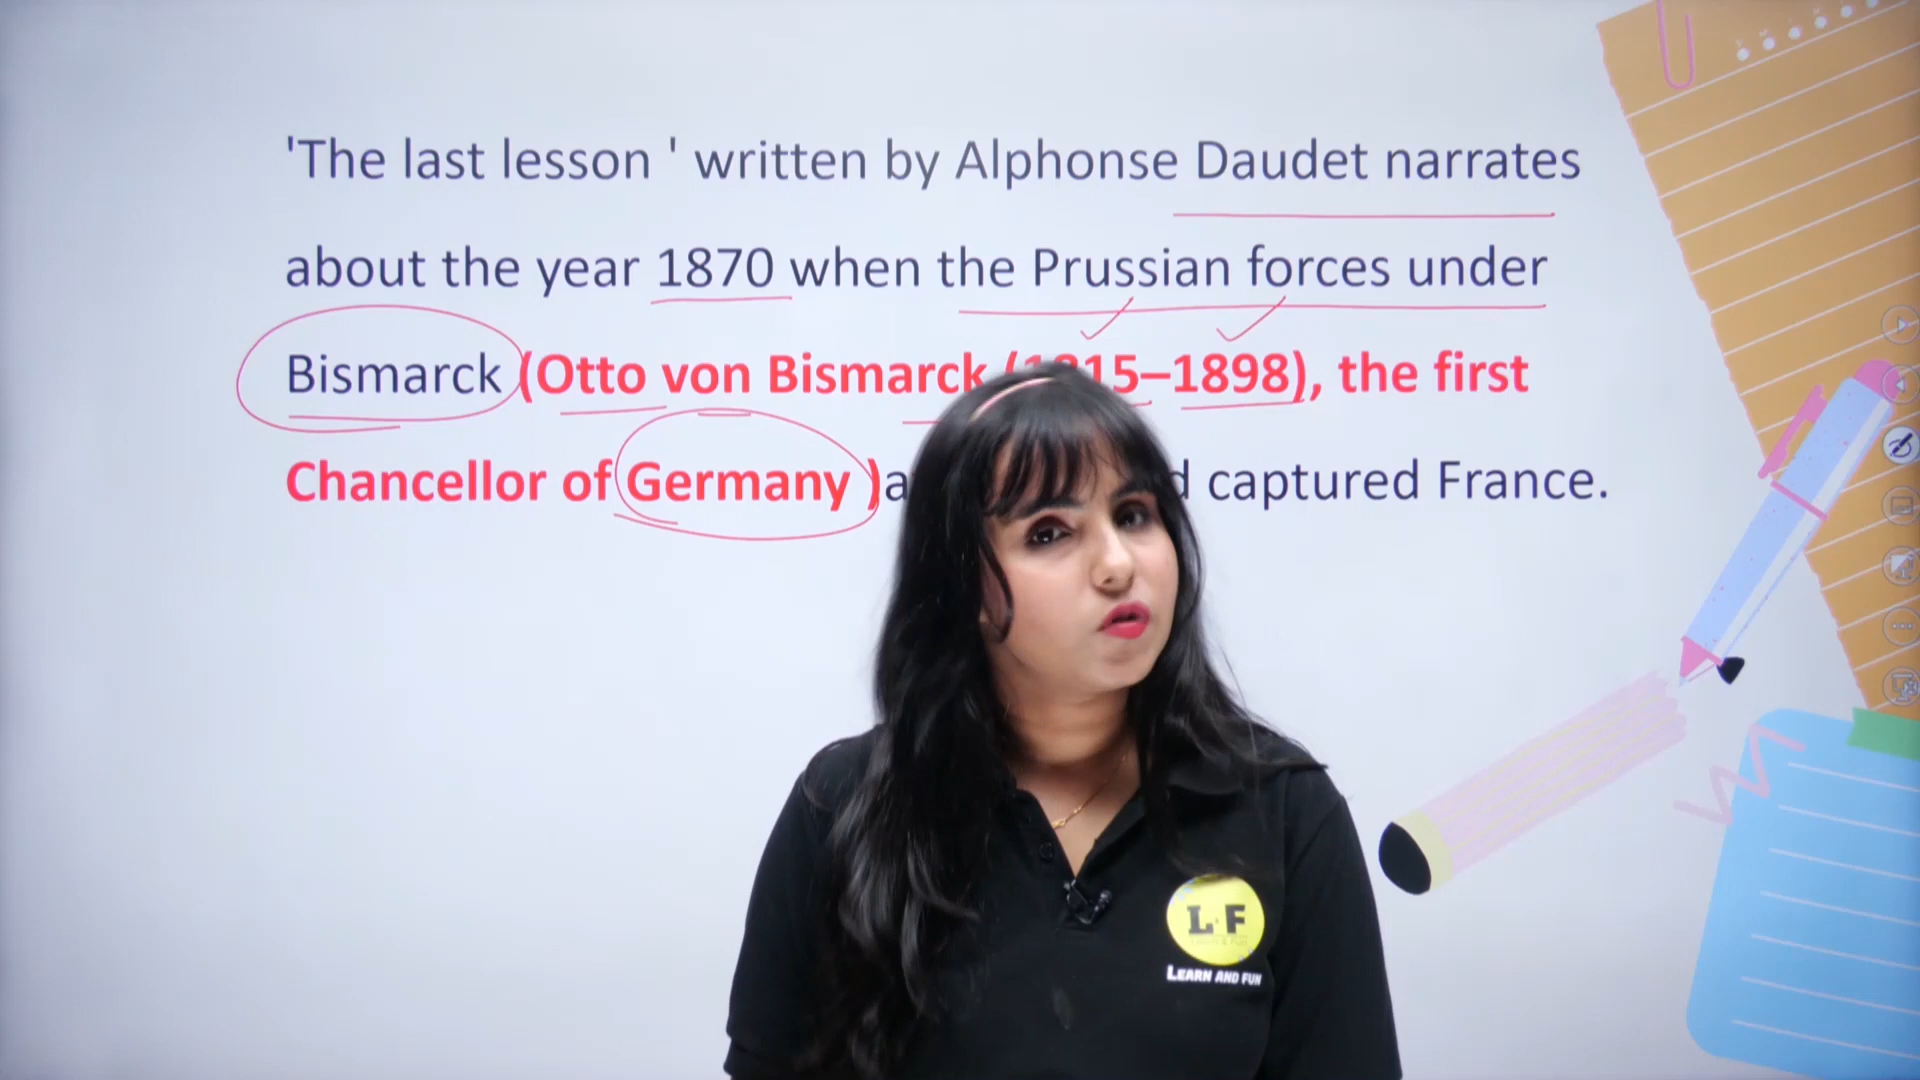 'The last lesson ' written by Alphonse Daudet narrates
about the year 1870 when the Prussian forces under
Bismarck (Otto von Bismarck (1815–1898), the first
Chancellor of Germany ) captured France.
L F
LEARN AND FUN